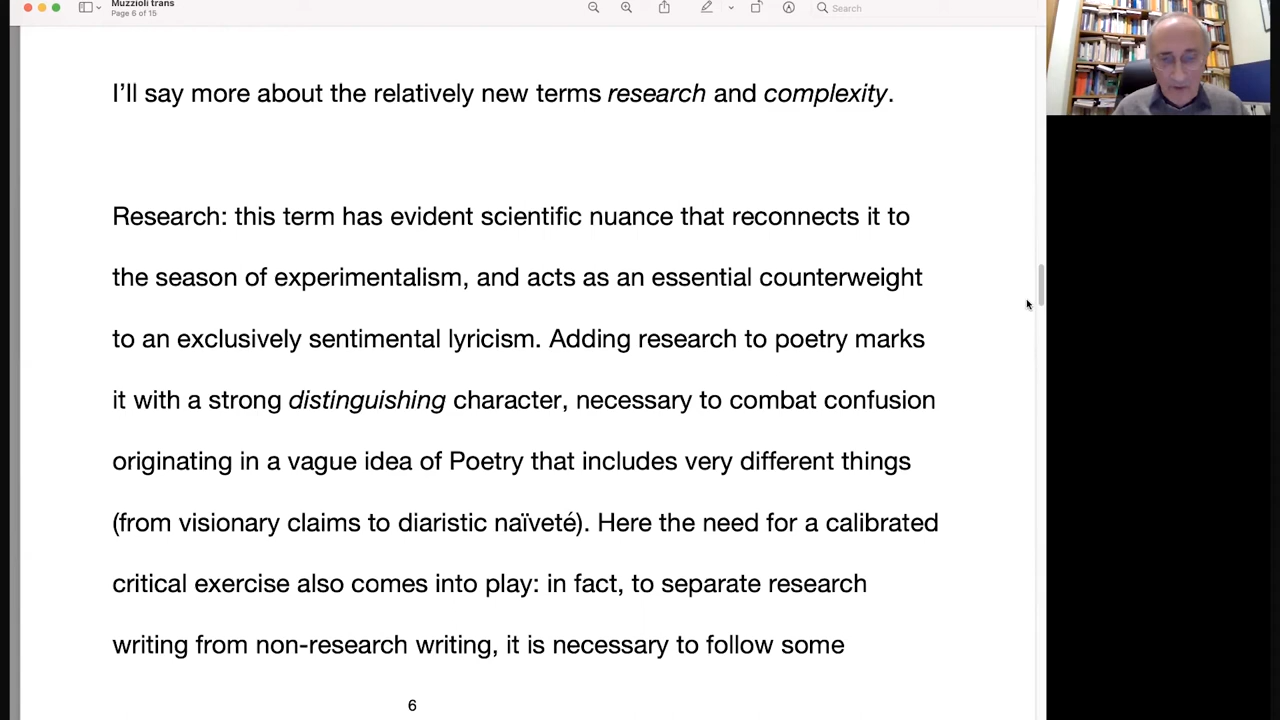 Muzzioli trans
Page 6 of 15
Search
I’ll say more about the relatively new terms research and complexity.
Research: this term has evident scientific nuance that reconnects it to
the season of experimentalism, and acts as an essential counterweight
to an exclusively sentimental lyricism. Adding research to poetry marks
it with a strong distinguishing character, necessary to combat confusion
originating in a vague idea of Poetry that includes very different things
(from visionary claims to diaristic naïveté). Here the need for a calibrated
critical exercise also comes into play: in fact, to separate research
writing from non-research writing, it is necessary to follow some
6